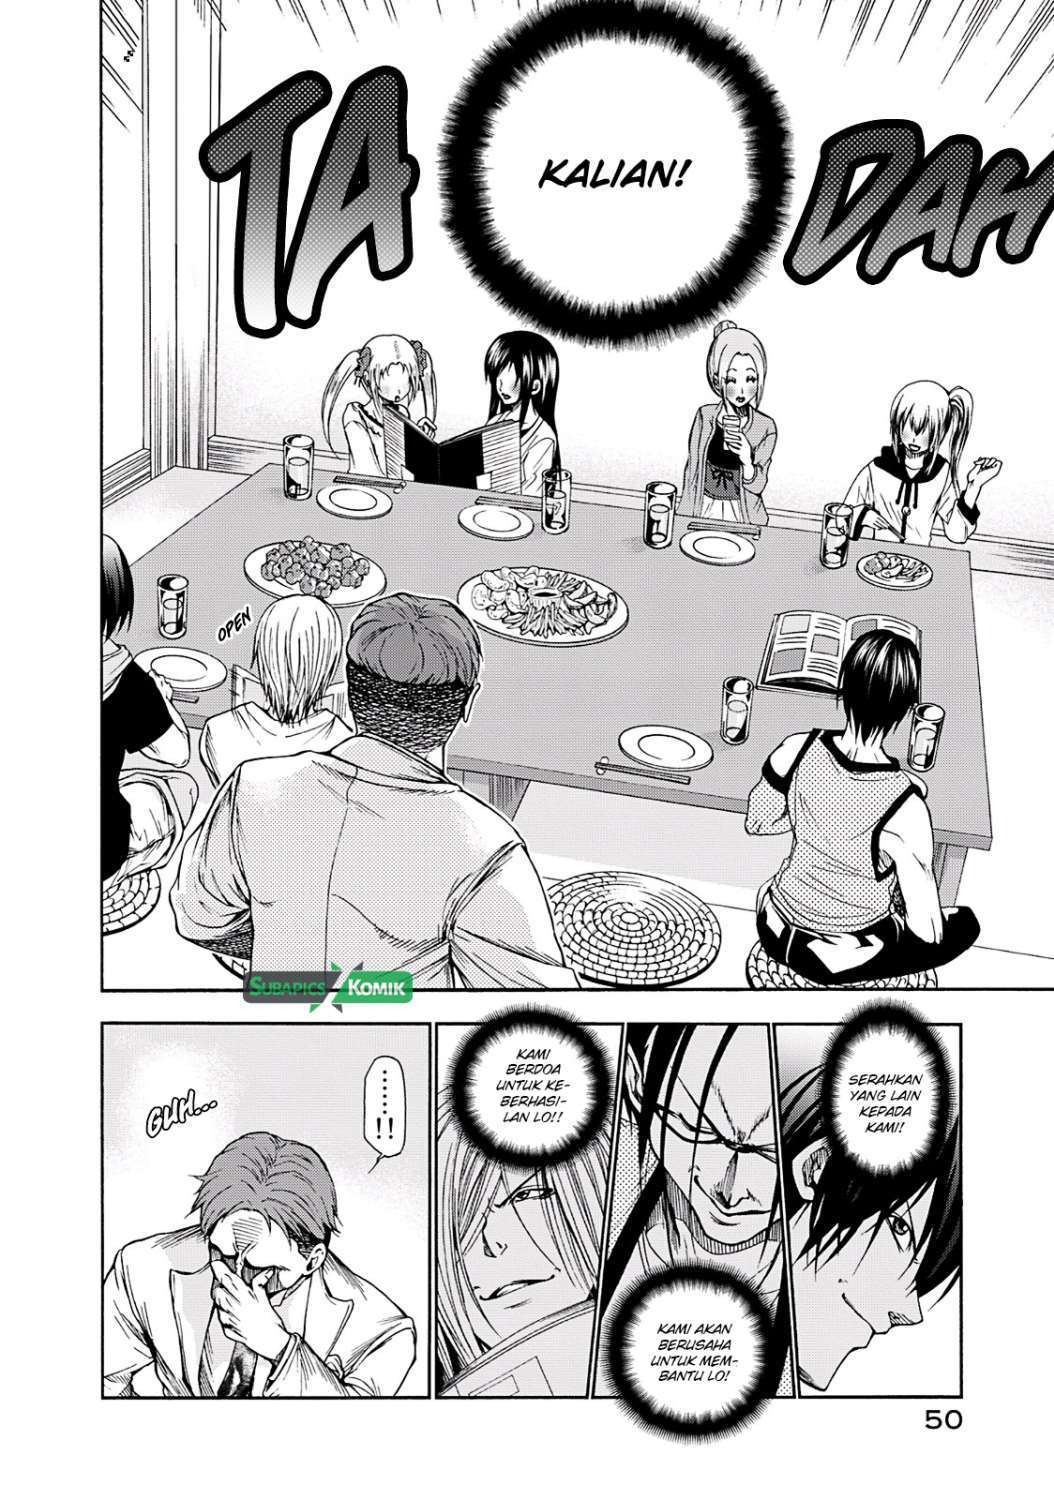 TA
KALIAN!
DAH
OPEN
SUBAPICS KOMIK
SERAHKAN
YANG LAIN
KEPADA
KAMI!
KAMI AKAN
BERUSAHA
UNTUK MEM-
BANTU LO!
KAMI
BERDOA
UNTUK KE-
BERHASI-
LAN LO!!
........!!
GUH...
50